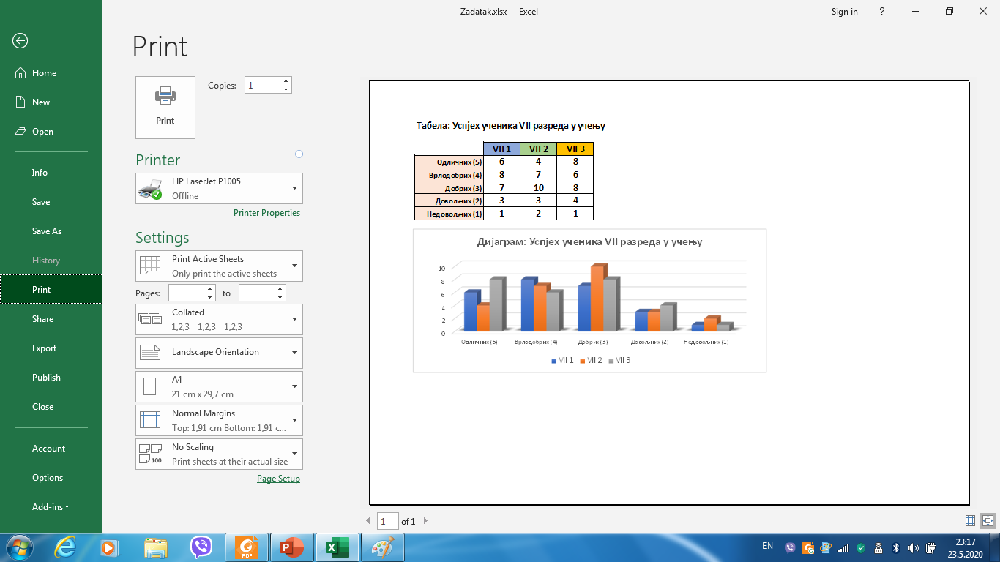 Zadatak.xlsx - Excel
Sign in ?
Print
Home
New
Open
Info
Save
Save As
History
Print
Share
Export
Publish
Close
Account
Options
Add-ins
Print
Copies: 1
Printer
HP LaserJet P1005
Offline
Printer Properties
Settings
Print Active Sheets
Only print the active sheets
Pages: to
Collated
1,2,3 1,2,3 1,2,3
Landscape Orientation
A4
21 cm x 29,7 cm
Normal Margins
Top: 1,91 cm Bottom: 1,91 c...
No Scaling
100
Print sheets at their actual size
Page Setup
Табела: Успјех ученика VII разреда у учењу
VII 1 VII 2 VII 3
Одличних (5) 6 4 8
Врлодобрих (4) 8 7 6
Добрих (3) 7 10 8
Довољних (2) 3 3 4
Недовољних (1) 1 2 1
Дијаграм: Успјех ученика VII разреда у учењу
10
8
6
4
2
0
Одличних (5) Врлодобрих (4) Добрих (3) Довољних (2) Недовољних (1)
VII 1 VII 2 VII 3
1 of 1
PDF
EN
23:17
23.5.2020